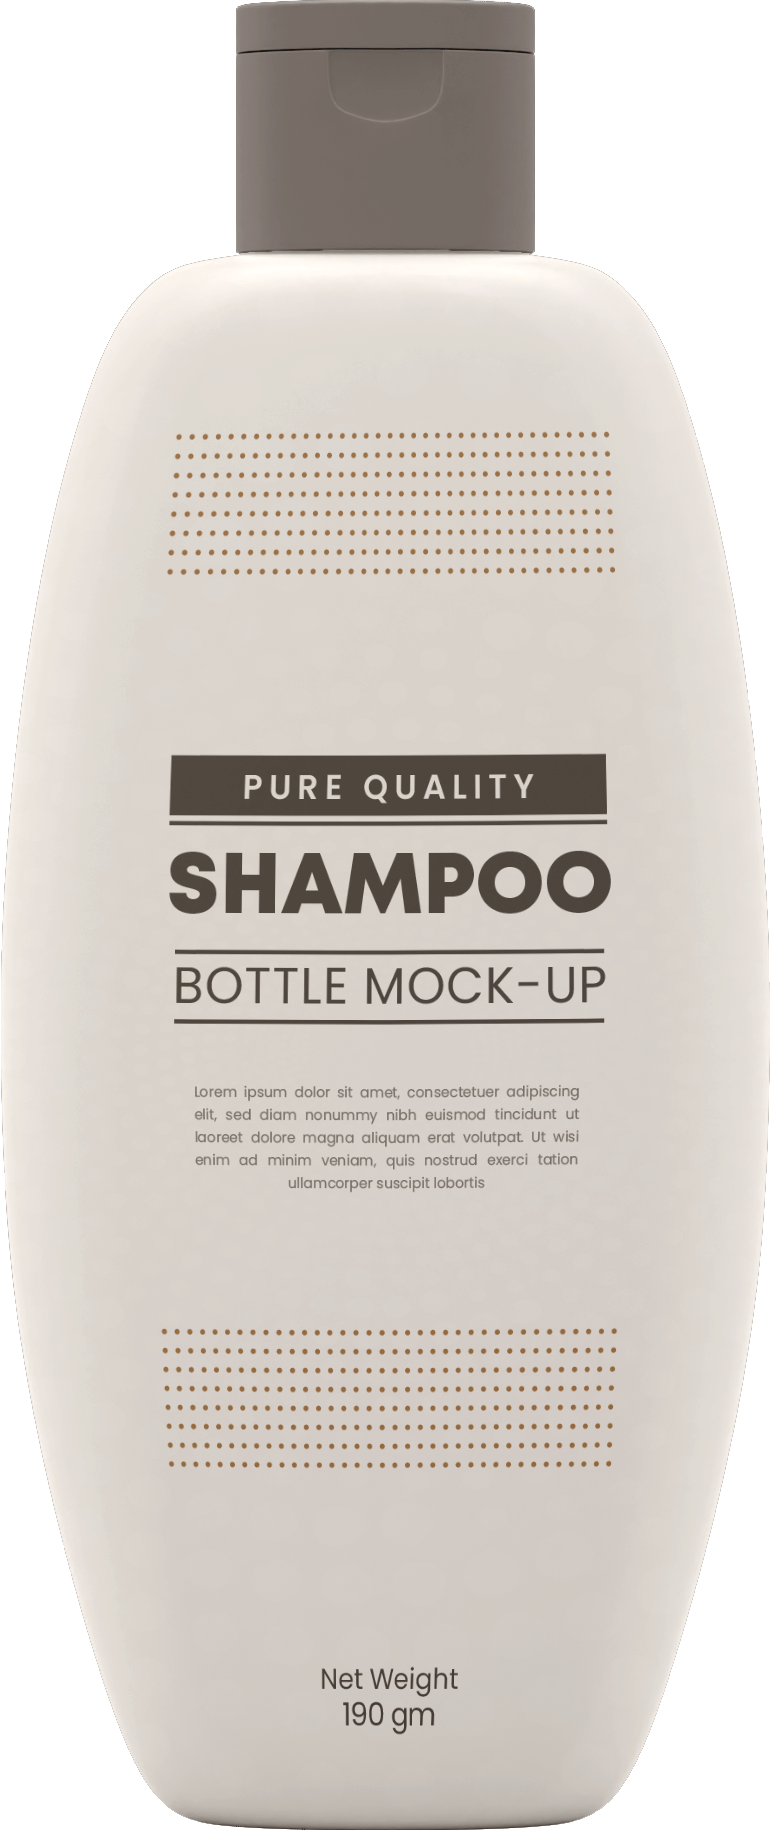 PURE QUALITY
SHAMPOO
BOTTLE MOCK-UP
Lorem ipsum dolor sit amet, consectetuer adipiscing
elit, sed diam nonummy nibh euismod tincidunt ut
laoreet dolore magna aliquam erat volutpat. Ut wisi
enim ad minim veniam, quis nostrud exerci tation
ullamcorper suscipit lobortis
Net Weight
190 gm